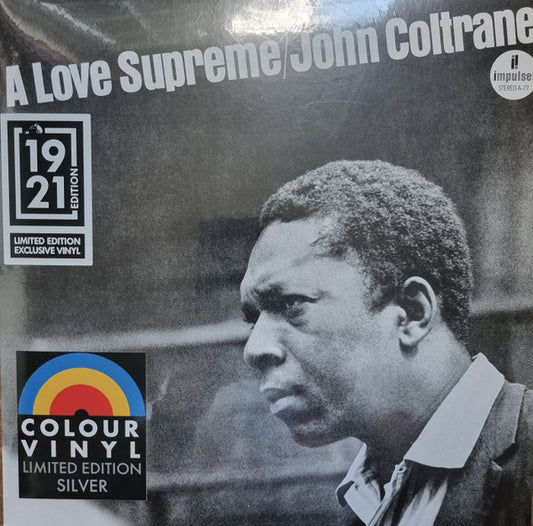 A Love Supreme/John Coltrane
impulse!
STEREO A-77
19
21
EDITION
LIMITED EDITION
EXCLUSIVE VINYL
COLOUR
VINYL
LIMITED EDITION
SILVER